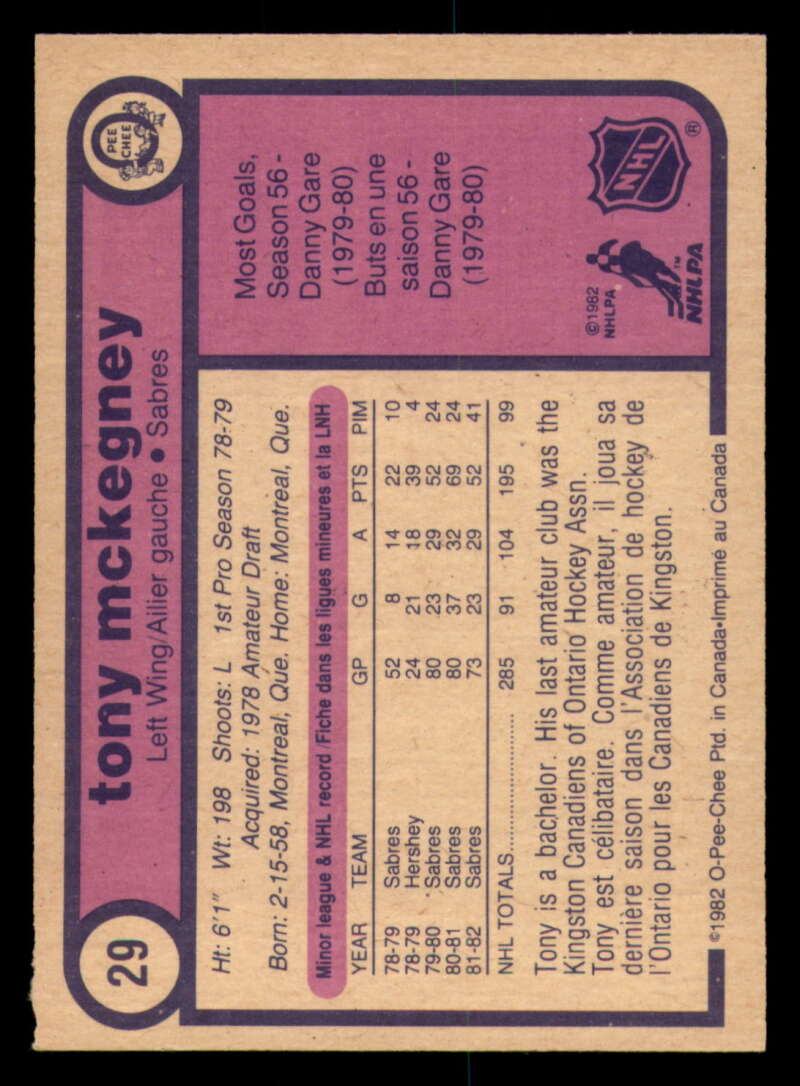 29
tony mckegney
Left Wing/Ailier gauche • Sabres
O
PEE
CHEE
Ht: 6'1" Wt: 198 Shoots: L 1st Pro Season 78-79
Acquired: 1978 Amateur Draft
Born: 2-15-58, Montreal, Que. Home: Montreal, Que.
Minor league & NHL record/Fiche dans les ligues mineures et la LNH
YEAR TEAM GP G A PTS PIM
78-79 Sabres 52 8 14 22 10
78-79 Hershey 24 21 18 39 4
79-80 Sabres 80 23 29 52 24
80-81 Sabres 80 37 32 69 24
81-82 Sabres 73 23 29 52 41
NHL TOTALS.................... 285 91 104 195 99
Tony is a bachelor. His last amateur club was the
Kingston Canadiens of Ontario Hockey Assn.
Tony est célibataire. Comme amateur, il joua sa
dernière saison dans l'Association de hockey de
l'Ontario pour les Canadiens de Kingston.
©1982 O-Pee-Chee Ptd. in Canada•Imprimé au Canada
Most Goals,
Season 56 -
Danny Gare
(1979-80)
Buts en une
saison 56 -
Danny Gare
(1979-80)
©1982
NHLPA
NHLPA
TM
NHL
®